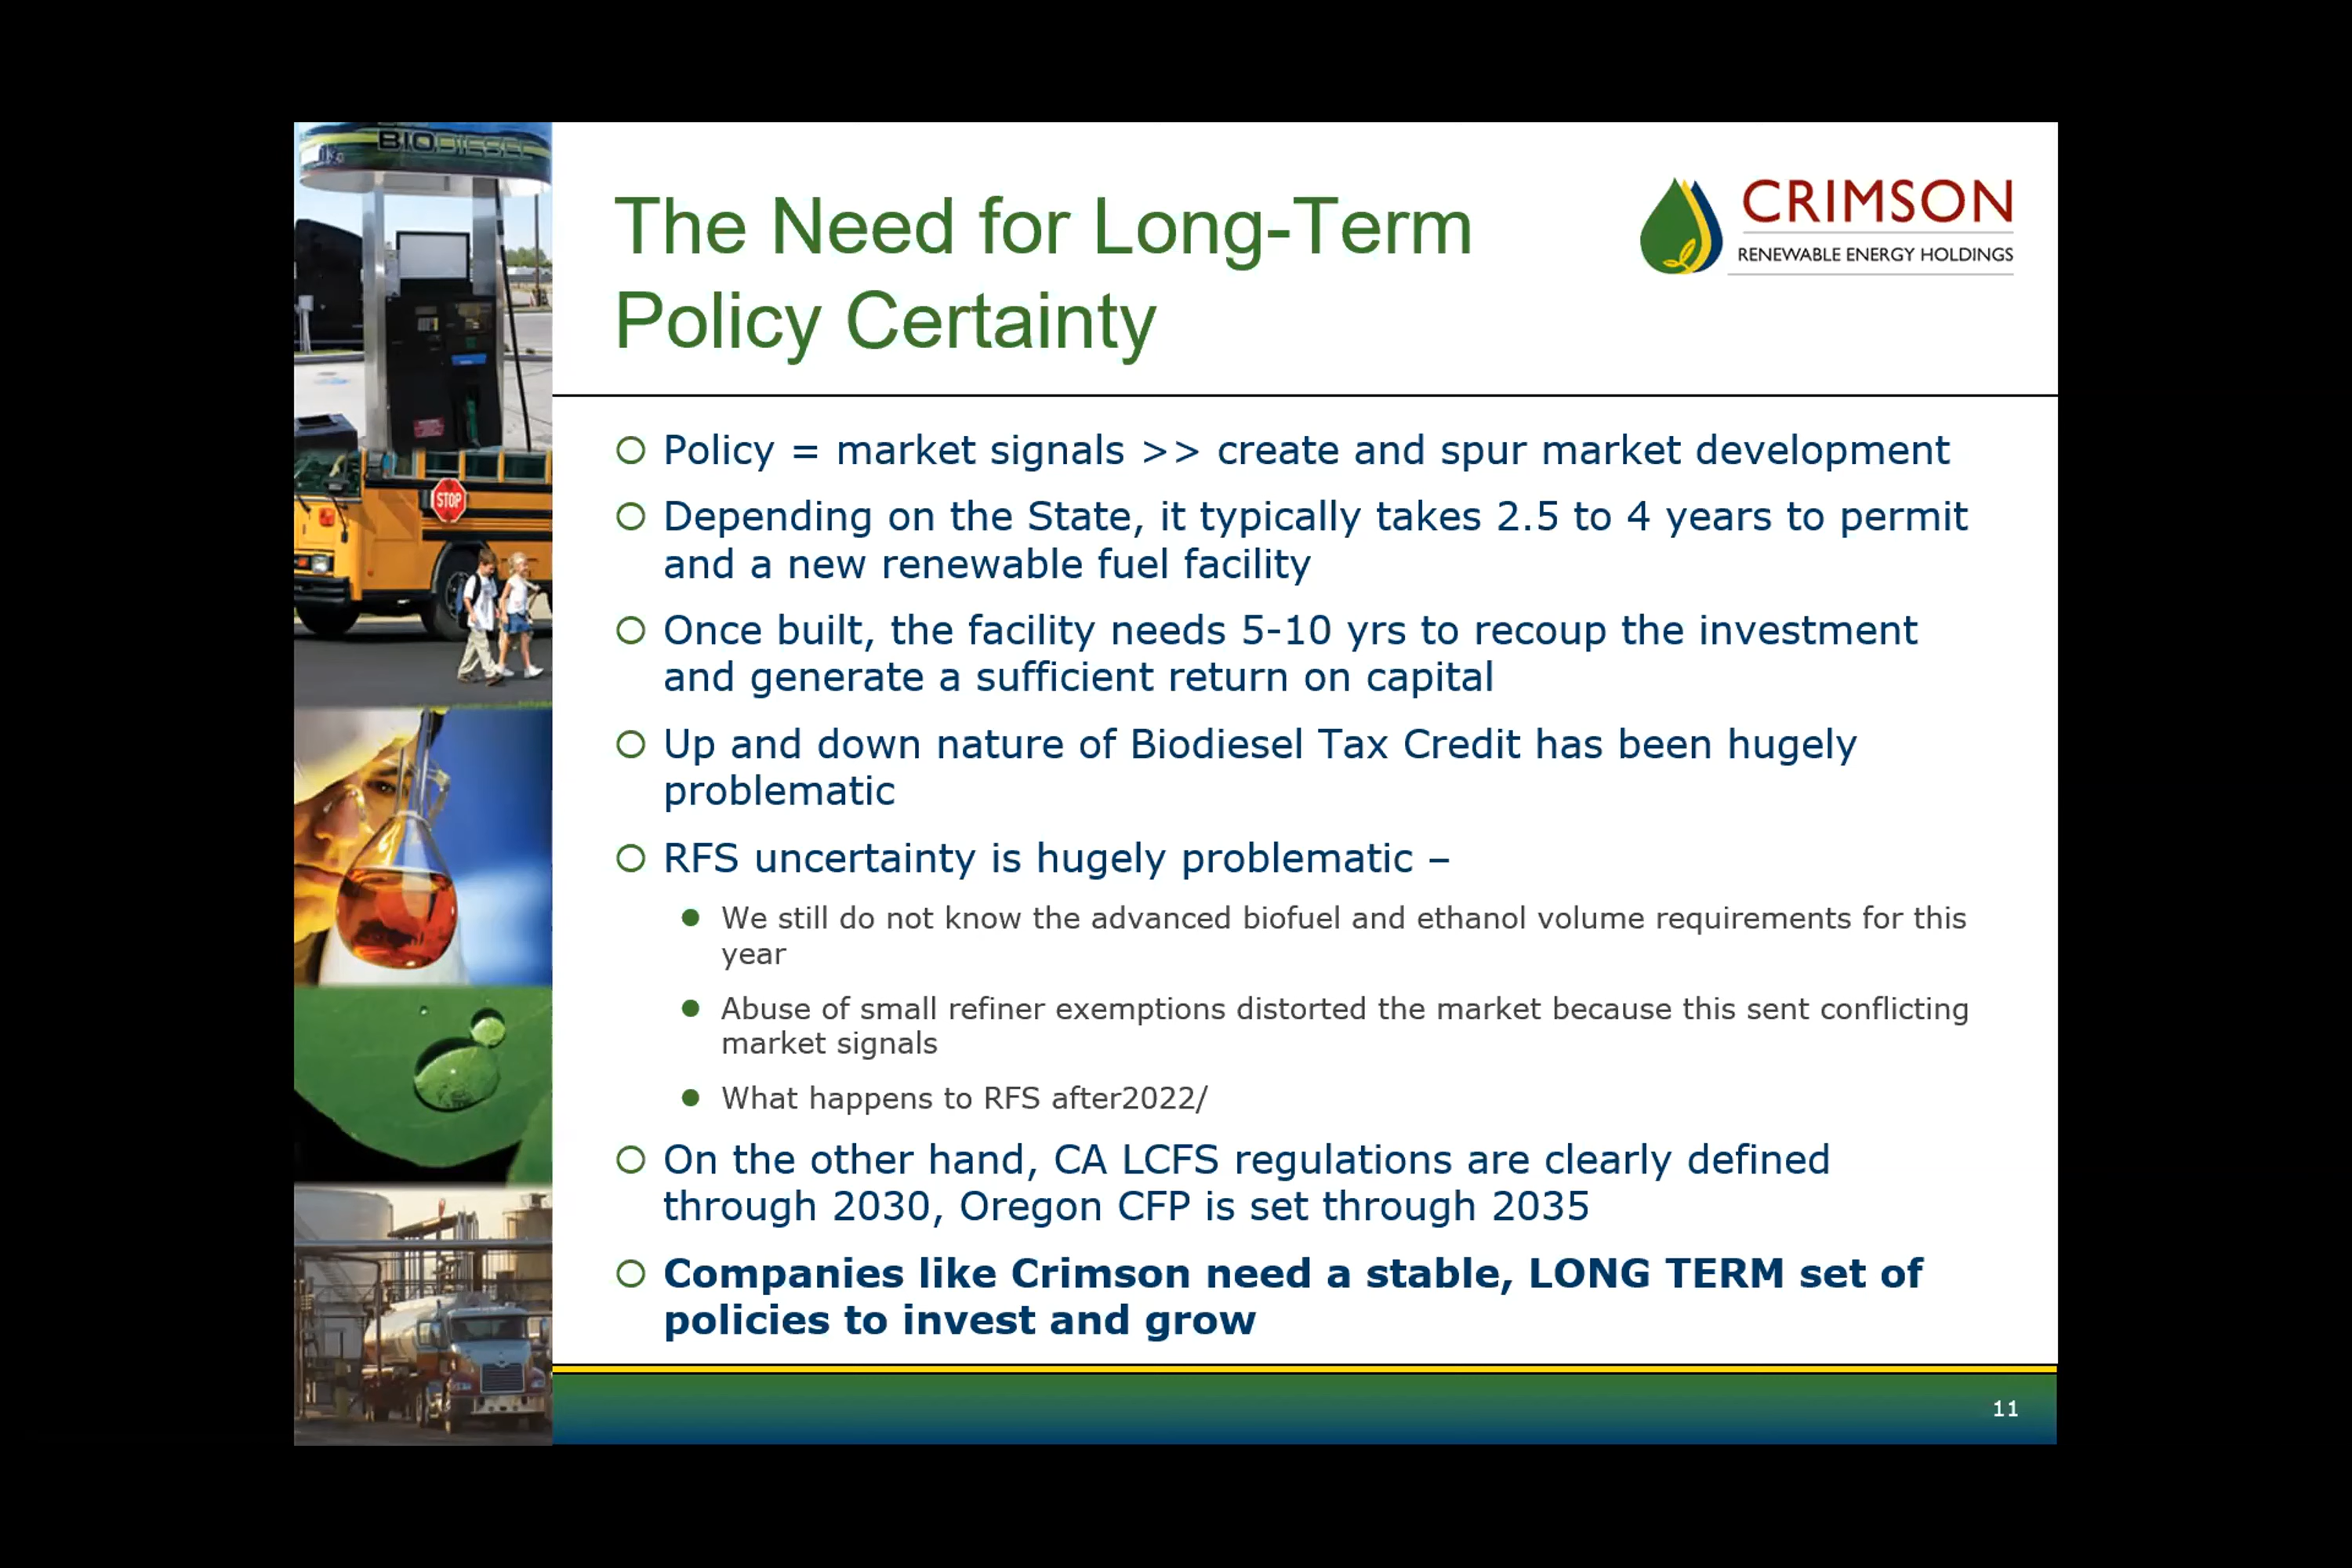 BIODIESEL
STOP
The Need for Long-Term
Policy Certainty
CRIMSON
RENEWABLE ENERGY HOLDINGS
Policy = market signals >> create and spur market development
Depending on the State, it typically takes 2.5 to 4 years to permit
and a new renewable fuel facility
Once built, the facility needs 5-10 yrs to recoup the investment
and generate a sufficient return on capital
Up and down nature of Biodiesel Tax Credit has been hugely
problematic
RFS uncertainty is hugely problematic –
We still do not know the advanced biofuel and ethanol volume requirements for this
year
Abuse of small refiner exemptions distorted the market because this sent conflicting
market signals
What happens to RFS after2022/
On the other hand, CA LCFS regulations are clearly defined
through 2030, Oregon CFP is set through 2035
Companies like Crimson need a stable, LONG TERM set of
policies to invest and grow
11